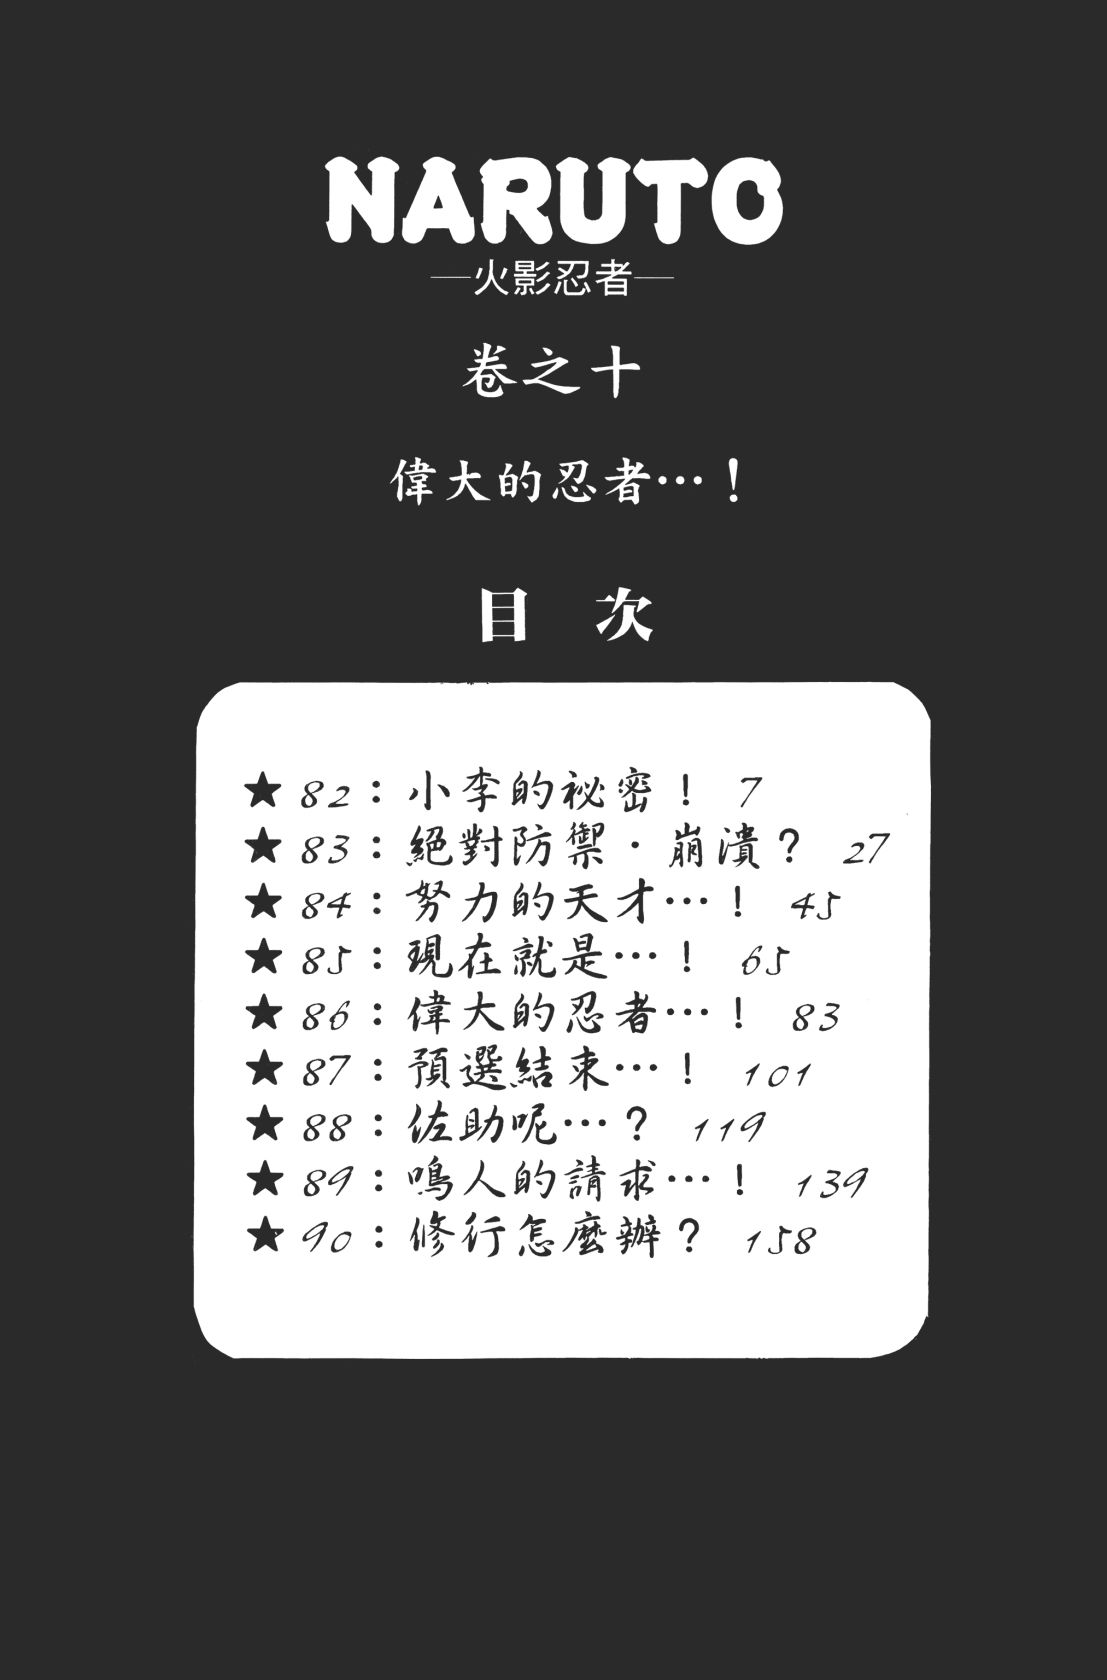 NARUTO
—火影忍者—
卷之十
偉大的忍者…！
目次
★ 82：小李的祕密！ 7
★ 83：絕對防禦・崩潰？ 27
★ 84：努力的天才…！ 45
★ 85：現在就是…！ 65
★ 86：偉大的忍者…！ 83
★ 87：預選結束…！ 101
★ 88：佐助呢…？ 119
★ 89：鳴人的請求…！ 139
★ 90：修行怎麼辦？ 158